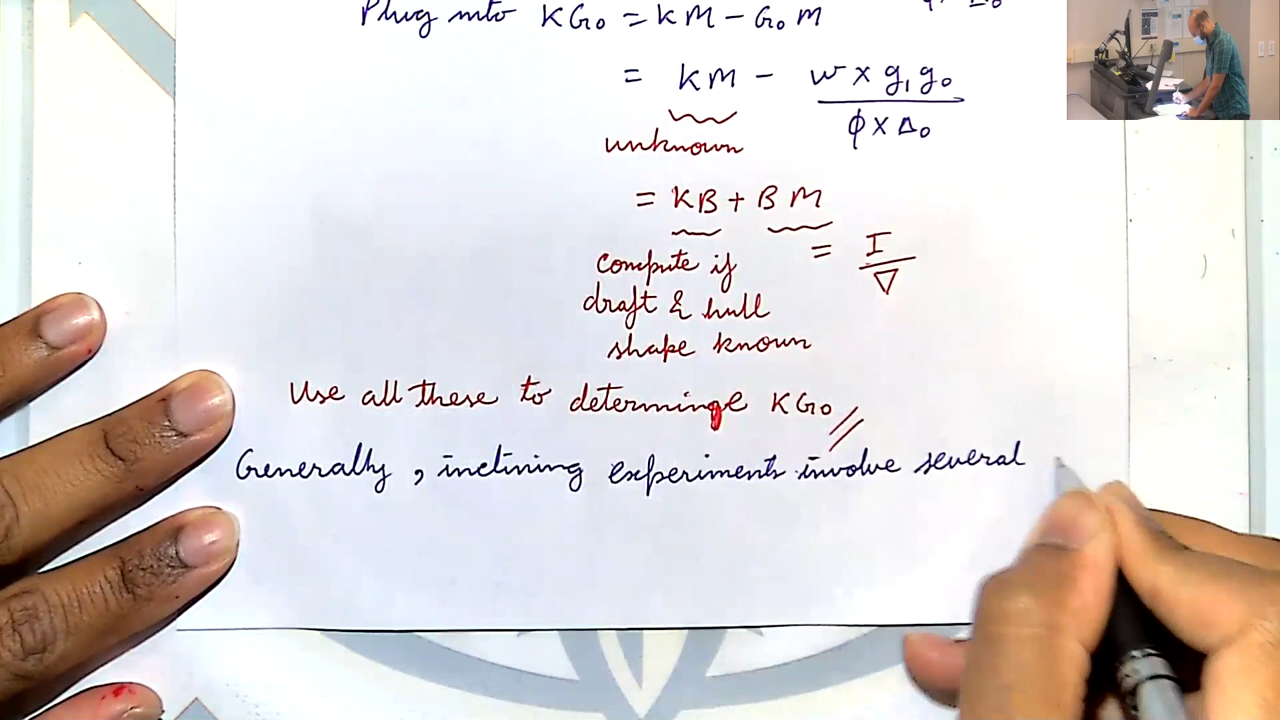 Plug into KG₀ = KM - G₀M
= KM - w x g₁g₀ / ϕ x Δ₀
unknown
= KB + BM
= I / ∇
compute if
draft & hull
shape known
Use all these to determine KG₀
Generally, inclining experiments involve several